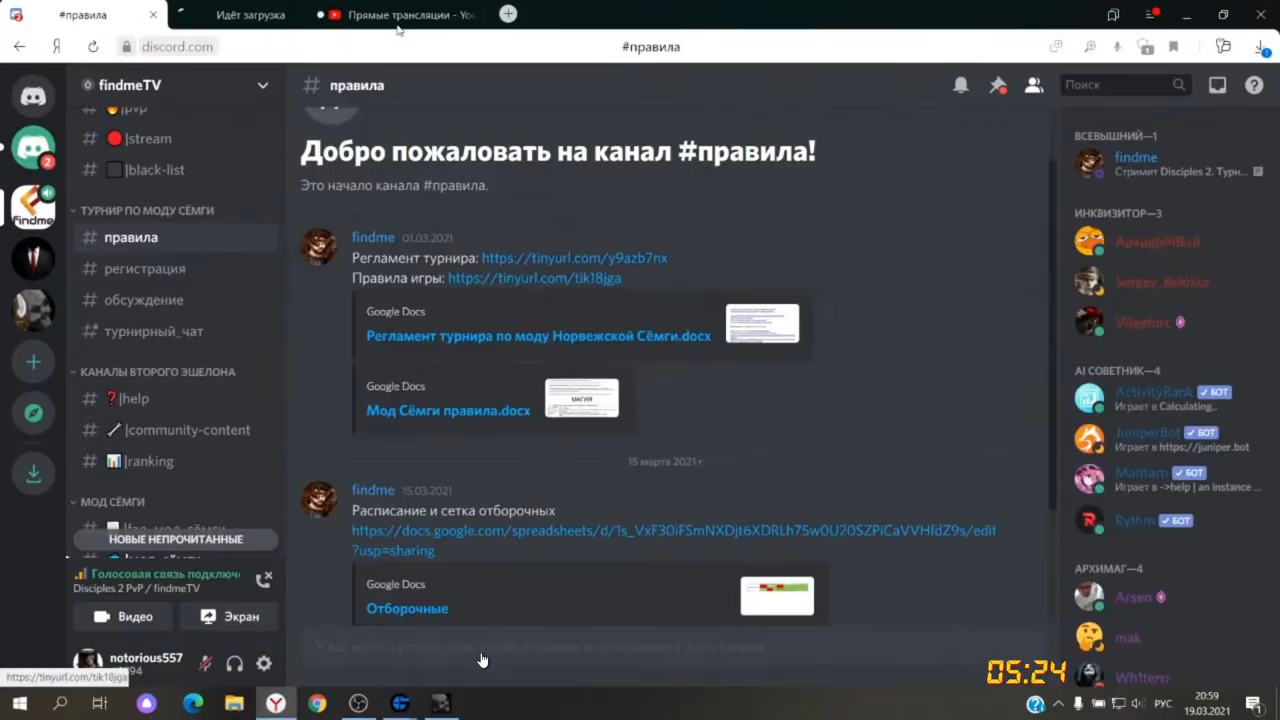 #правила
Идёт загрузка
Прямые трансляции - You
discord.com
#правила
findmeTV
|pvp
|stream
|black-list
ТУРНИР ПО МОДУ СЁМГИ
правила
регистрация
обсуждение
турнирный_чат
КАНАЛЫ ВТОРОГО ЭШЕЛОНА
|help
|community-content
|ranking
МОД СЁМГИ
НОВЫЕ НЕПРОЧИТАННЫЕ
Голосовая связь подключе
Disciples 2 PvP / findmeTV
Видео
Экран
notorious557
https://tinyurl.com/tik18jga
# правила
Добро пожаловать на канал #правила!
Это начало канала #правила.
findme 01.03.2021
Регламент турнира: https://tinyurl.com/y9azb7nx
Правила игры: https://tinyurl.com/tik18jga
Google Docs
Регламент турнира по моду Норвежской Сёмги.docx
Google Docs
Мод Сёмги правила.docx
МАГИЯ
15 марта 2021 г.
findme 15.03.2021
Расписание и сетка отборочных
https://docs.google.com/spreadsheets/d/1s_VxF30iFSmNXDjt6XDRLh75w0U20SZPiCaVVHfdZ9s/edit
?usp=sharing
Google Docs
Отборочные
Поиск
ВСЕВЫШНИЙ—1
findme
Стримит Disciples 2. Турн...
ИНКВИЗИТОР—3
Sergey_Belokur
Vilgefarc
AI СОВЕТНИК—4
ActivityRank БОТ
Играет в Calculating..
JuniperBot БОТ
Играет в https://juniper.bot
Mantaro БОТ
Играет в ->help | an instance ...
Rythm БОТ
АРХИМАГ—4
Arsen
mak
Wh1terrr
05:24
РУС
20:59
19.03.2021